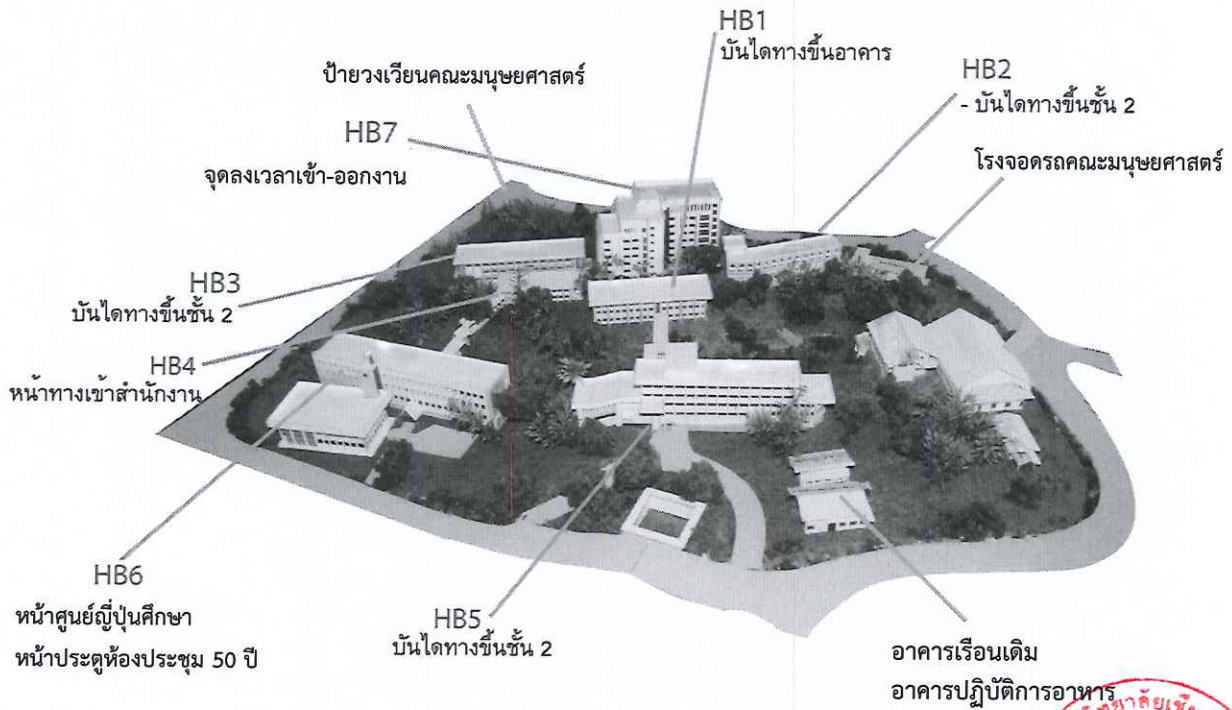 HB1
บันไดทางขึ้นอาคาร
ป้ายวงเวียนคณะมนุษยศาสตร์
HB2
- บันไดทางขึ้นชั้น 2
HB7
จุดลงเวลาเข้า-ออกงาน
โรงจอดรถคณะมนุษยศาสตร์
HB3
บันไดทางขึ้นชั้น 2
HB4
หน้าทางเข้าสำนักงาน
HB6
หน้าศูนย์ญี่ปุ่นศึกษา
หน้าประตูห้องประชุม 50 ปี
HB5
บันไดทางขึ้นชั้น 2
อาคารเรือนเดิม
อาคารปฏิบัติการอาหาร